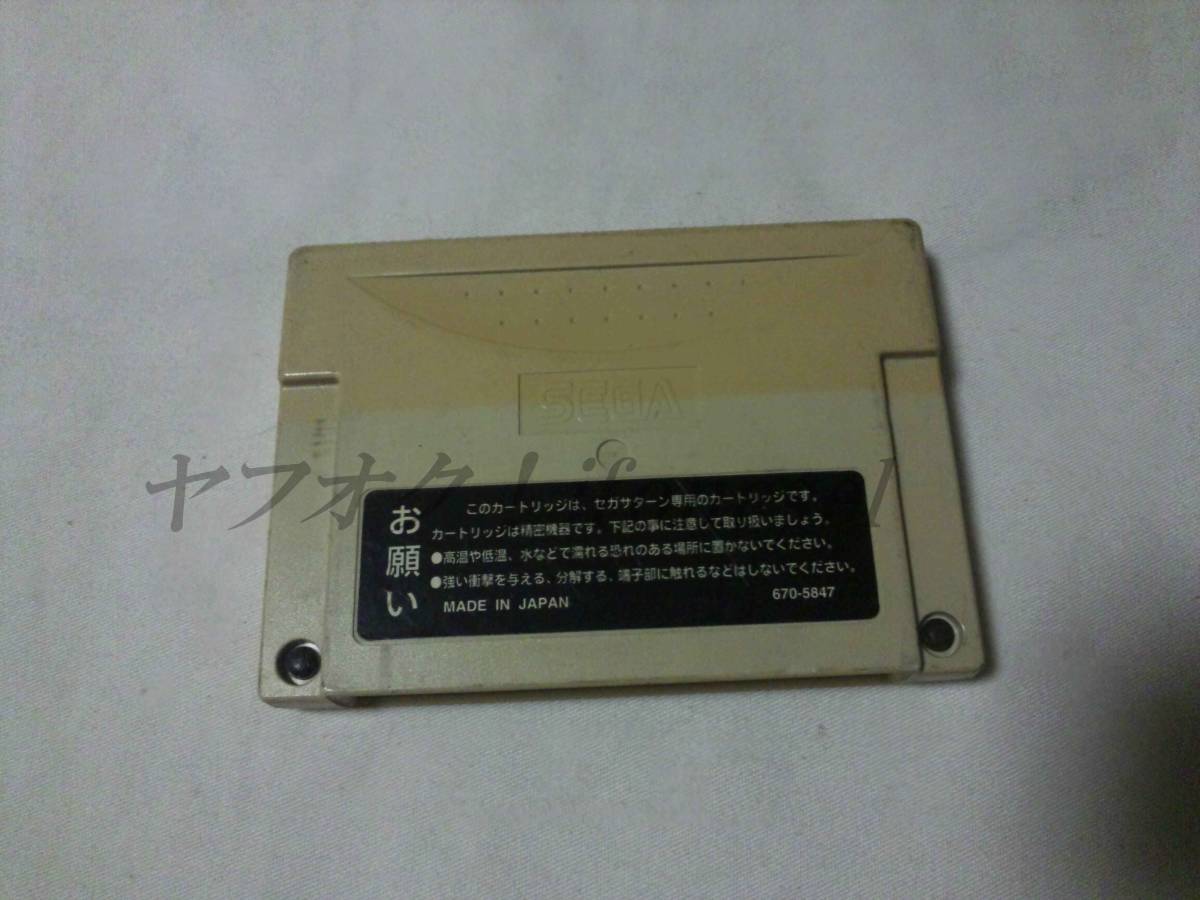 SEGA
ヤフオク
お願い
このカートリッジは、セガサターン専用のカートリッジです。
カートリッジは精密機器です。下記の事に注意して取り扱いましょう。
●高温や低温、水などで濡れる恐れのある場所に置かないでください。
●強い衝撃を与える、分解する、端子部に触れるなどはしないでください。
MADE IN JAPAN
670-5847